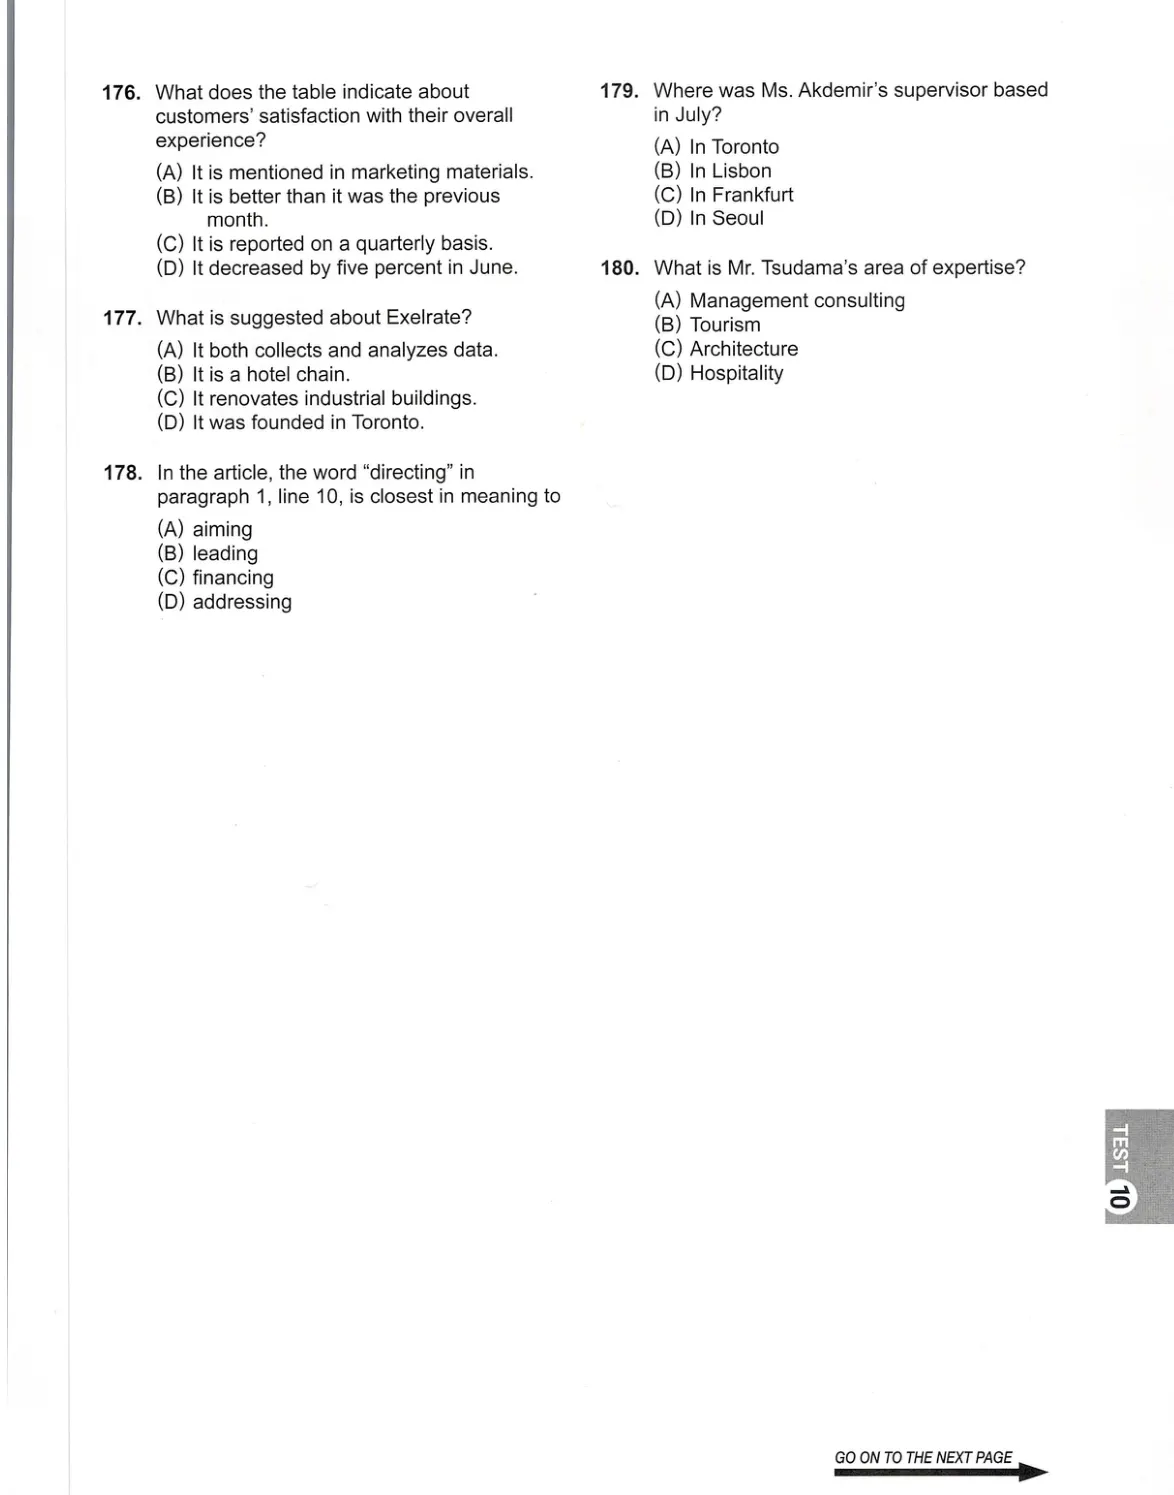 176. What does the table indicate about
customers' satisfaction with their overall
experience?
(A) It is mentioned in marketing materials.
(B) It is better than it was the previous
month.
(C) It is reported on a quarterly basis.
(D) It decreased by five percent in June.
177. What is suggested about Exelrate?
(A) It both collects and analyzes data.
(B) It is a hotel chain.
(C) It renovates industrial buildings.
(D) It was founded in Toronto.
178. In the article, the word “directing” in
paragraph 1, line 10, is closest in meaning to
(A) aiming
(B) leading
(C) financing
(D) addressing
179. Where was Ms. Akdemir's supervisor based
in July?
(A) In Toronto
(B) In Lisbon
(C) In Frankfurt
(D) In Seoul
180. What is Mr. Tsudama's area of expertise?
(A) Management consulting
(B) Tourism
(C) Architecture
(D) Hospitality
TEST 10
GO ON TO THE NEXT PAGE